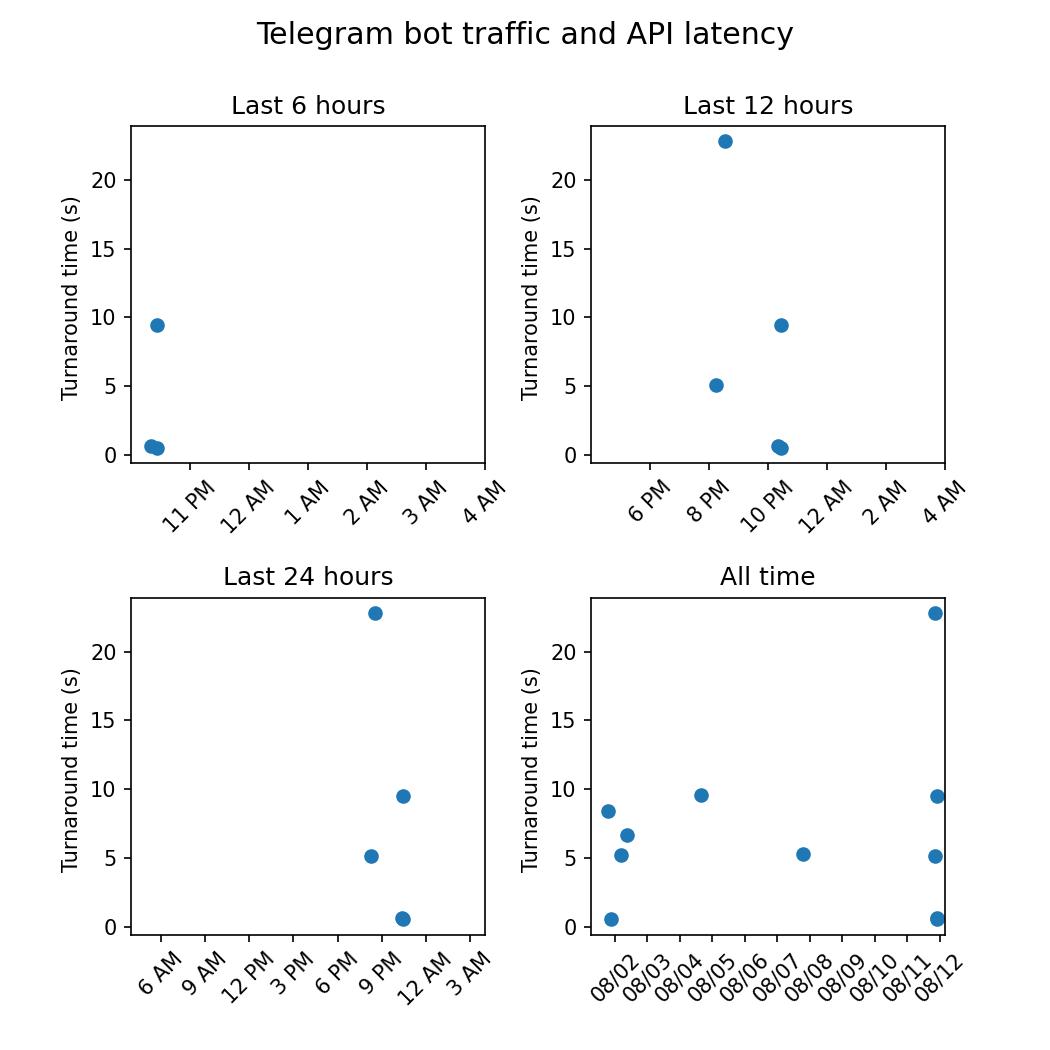 Telegram bot traffic and API latency
Last 6 hours
Turnaround time (s)
20
15
10
5
0
11 PM
12 AM
1 AM
2 AM
3 AM
4 AM
Last 12 hours
Turnaround time (s)
20
15
10
5
0
6 PM
8 PM
10 PM
12 AM
2 AM
4 AM
Last 24 hours
Turnaround time (s)
20
15
10
5
0
6 AM
9 AM
12 PM
3 PM
6 PM
9 PM
12 AM
3 AM
All time
Turnaround time (s)
20
15
10
5
0
08/02
08/03
08/04
08/05
08/06
08/07
08/08
08/09
08/10
08/11
08/12